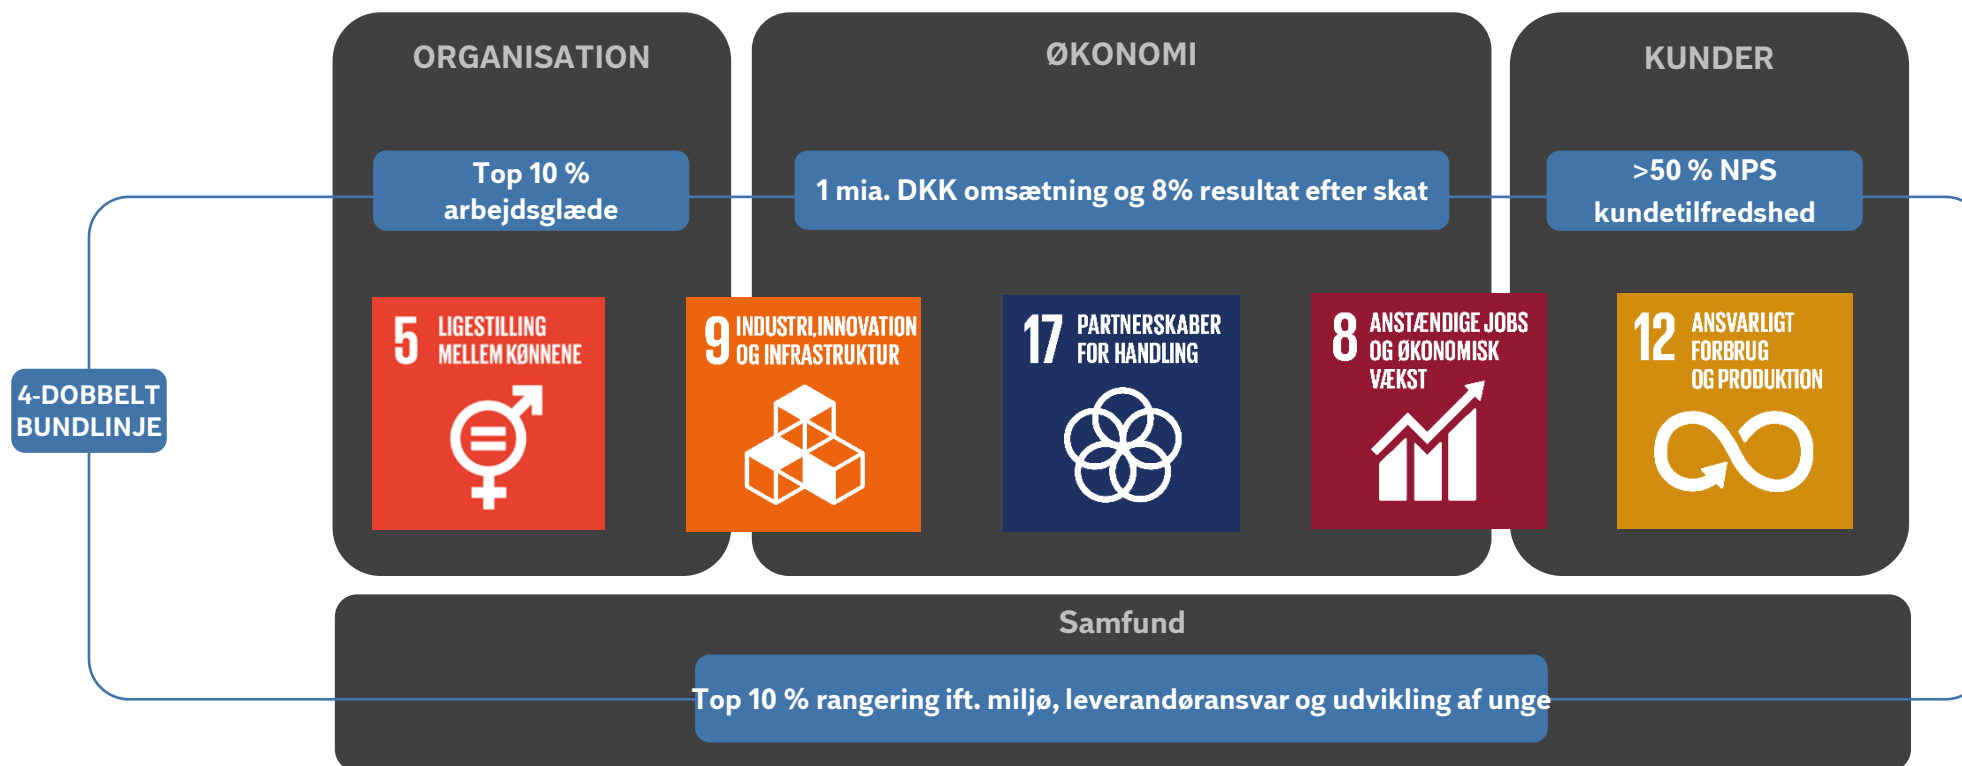 ORGANISATION
ØKONOMI
KUNDER
Top 10 %
arbejdsglæde
1 mia. DKK omsætning og 8% resultat efter skat
>50 % NPS
kundetilfredshed
5 LIGESTILLING
MELLEM KØNNENE
9 INDUSTRI, INNOVATION
OG INFRASTRUKTUR
17 PARTNERSKABER
FOR HANDLING
8 ANSTÆNDIGE JOBS
OG ØKONOMISK
VÆKST
12 ANSVARLIGT
FORBRUG
OG PRODUKTION
4-DOBBELT
BUNDLINJE
Samfund
Top 10 % rangering ift. miljø, leverandøransvar og udvikling af unge